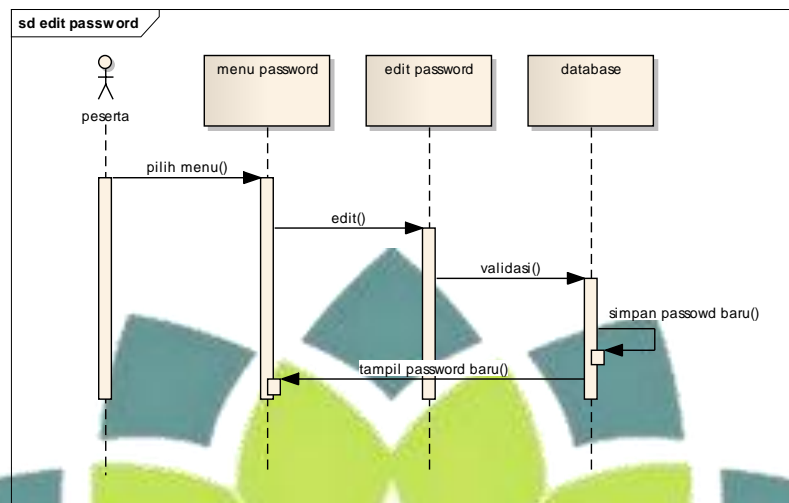 sd edit password
menu password
edit password
database
peserta
pilih menu()
edit()
validasi()
simpan passowd baru()
tampil password baru()